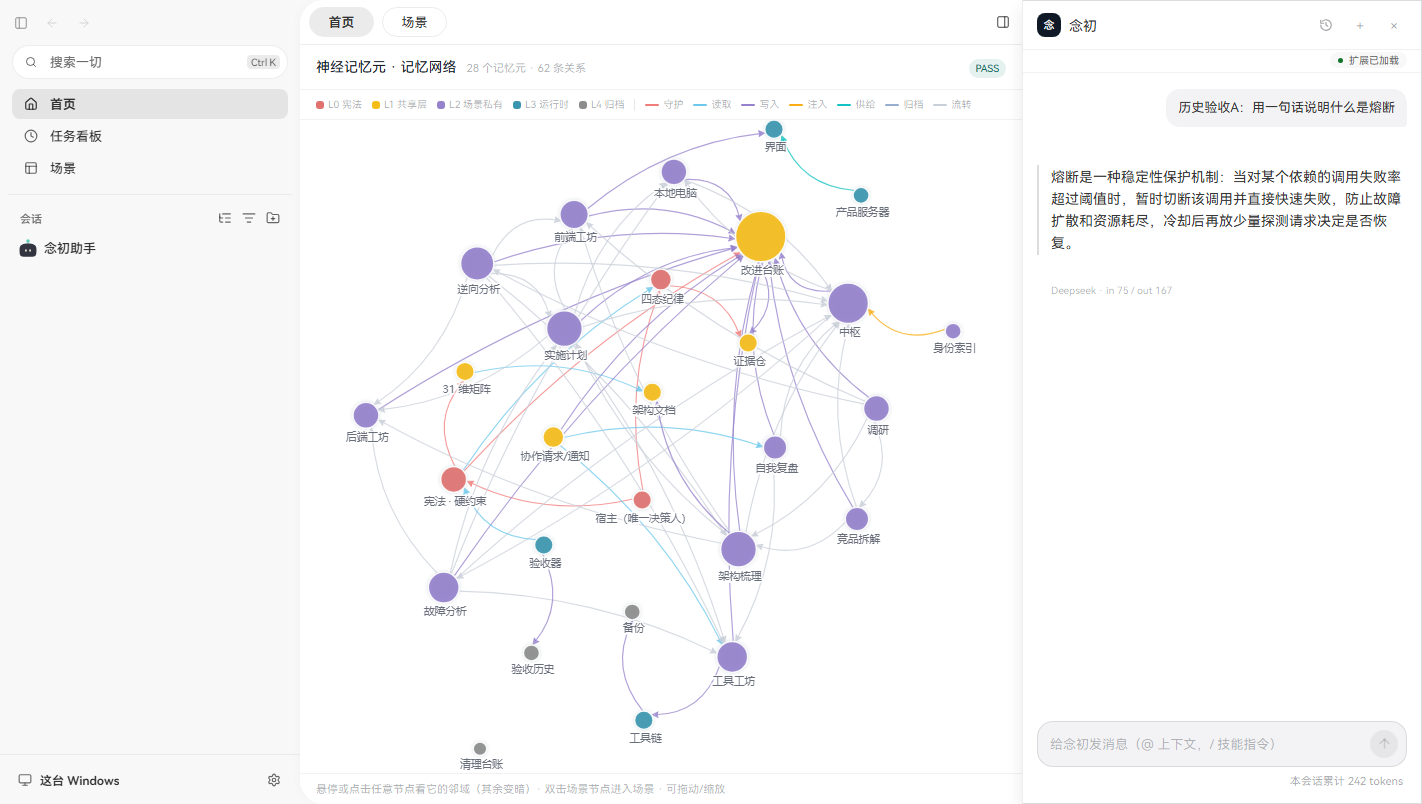 搜索一切
Ctrl K
首页
任务看板
场景
会话
念初助手
这台 Windows
首页
场景
神经记忆元 · 记忆网络
28 个记忆元 · 62 条关系
PASS
L0 宪法
L1 共享层
L2 场景私有
L3 运行时
L4 归档
守护
读取
写入
注入
供给
归档
流转
界面
本地电脑
产品服务器
前端工坊
改进台账
逆向分析
四态纪律
中枢
实施计划
身份索引
证据仓
31 维矩阵
架构文档
后端工坊
调研
协作请求/通知
自我复盘
宪法 · 硬约束
宿主（唯一决策人）
竞品拆解
验收器
架构梳理
故障分析
备份
验收历史
工具工坊
工具链
清理台账
悬停或点击任意节点看它的邻域（其余变暗）· 双击场景节点进入场景 · 可拖动/缩放
念
念初
扩展已加载
历史验收A：用一句话说明什么是熔断
熔断是一种稳定性保护机制：当对某个依赖的调用失败率
超过阈值时，暂时切断该调用并直接快速失败，防止故障
扩散和资源耗尽，冷却后再放少量探测请求决定是否恢
复。
Deepseek · in 75 / out 167
给念初发消息（@ 上下文，/ 技能指令）
本会话累计 242 tokens